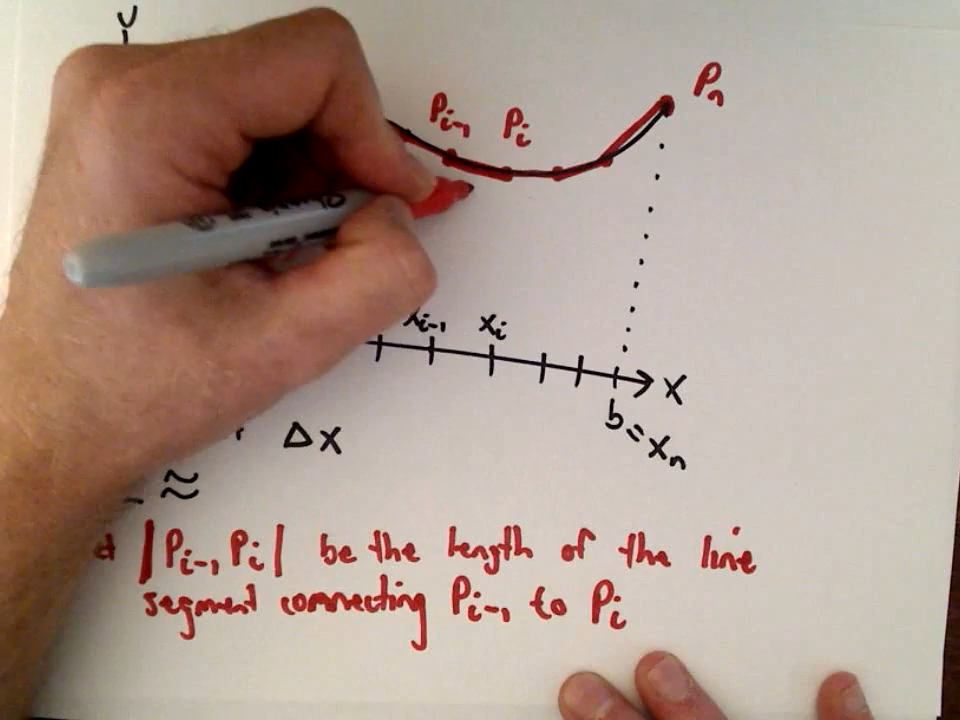 y
Pᵢ₋₁ Pᵢ
Pₙ
xᵢ₋₁ xᵢ
X
b = xₙ
Δx
≈
|Pᵢ₋₁ Pᵢ| be the length of the line
segment connecting Pᵢ₋₁ to Pᵢ